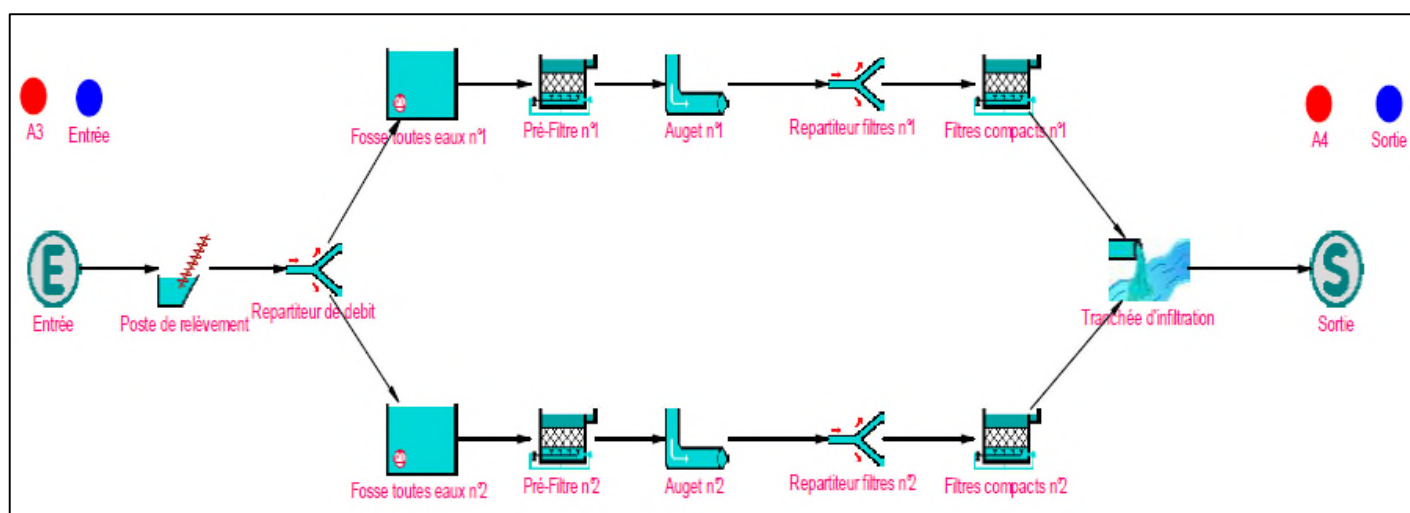 Fosse toutes eaux n°1
Pré-Filtre n°1
Auget n°1
Repartiteur filtres n°1
Filtres compacts n°1
A3
Entrée
A4
Sortie
E
Entrée
Poste de relèvement
Repartiteur de debit
Tranchée d'infiltration
S
Sortie
Fosse toutes eaux n°2
Pré-Filtre n°2
Auget n°2
Repartiteur filtres n°2
Filtres compacts n°2